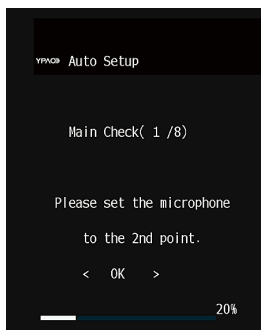 YPAO Auto Setup
Main Check( 1 /8)
Please set the microphone
to the 2nd point.
< OK >
20%